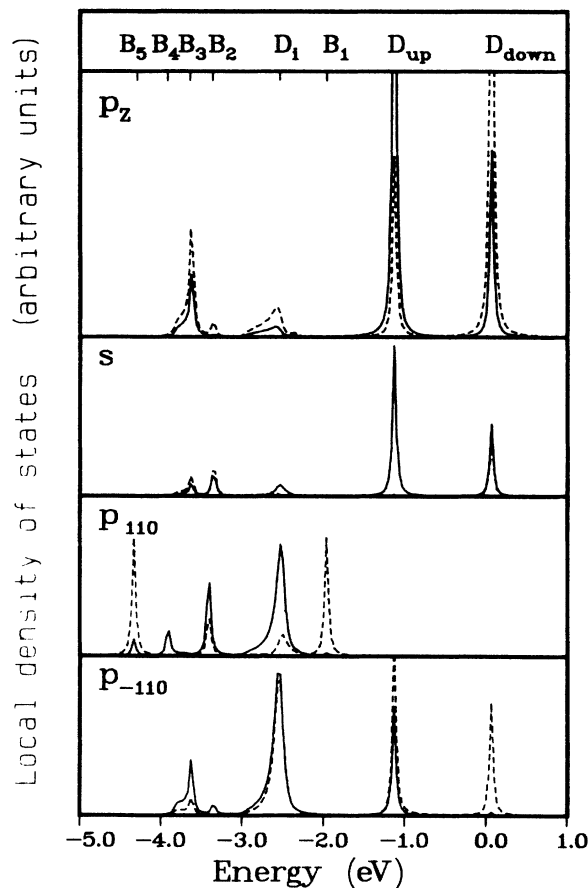 B5 B4 B3 B2 Di B1 Dup Ddown
pz
s
p110
p-110
Local density of states (arbitrary units)
-5.0 -4.0 -3.0 -2.0 -1.0 0.0 1.0
Energy (eV)